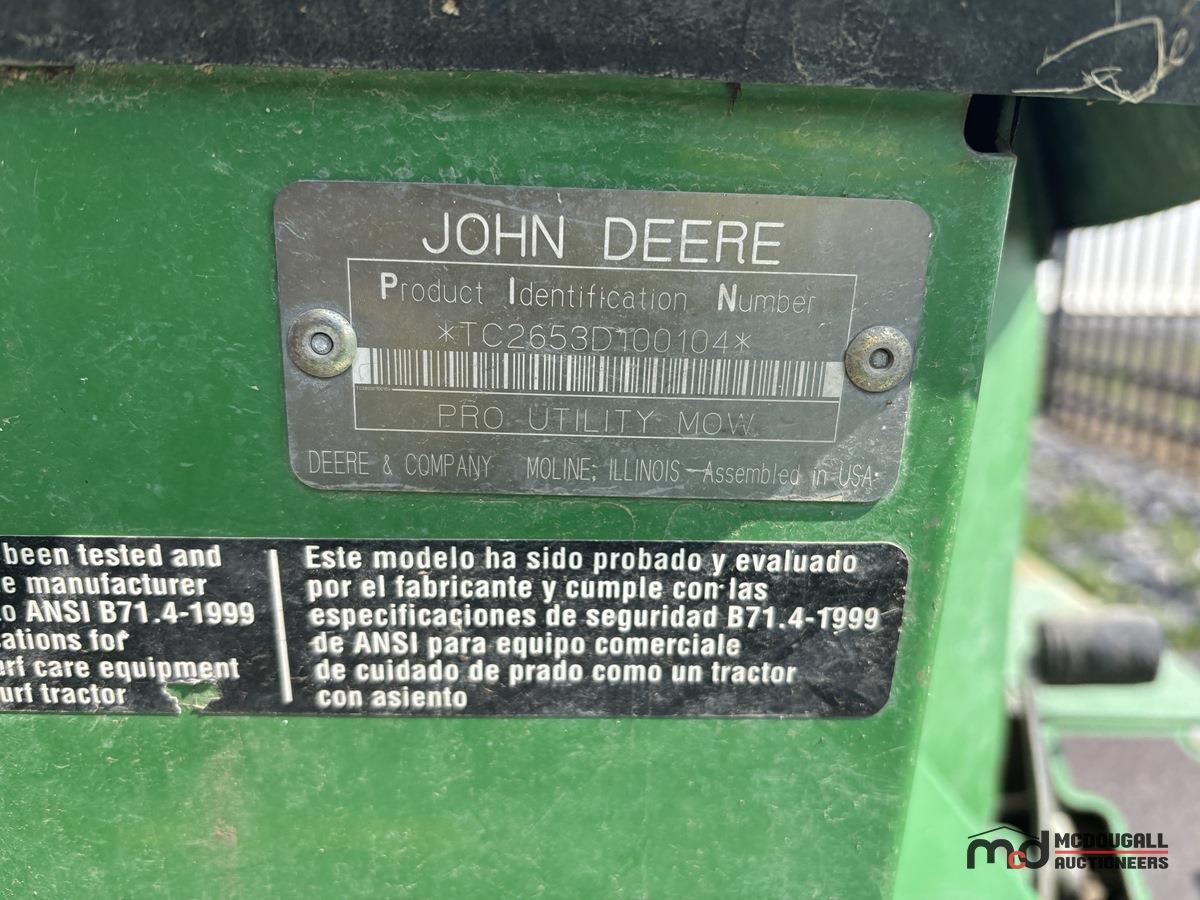 JOHN DEERE
Product Identification Number
*TC2653D100104*
PRO UTILITY MOW
DEERE & COMPANY MOLINE, ILLINOIS Assembled in USA
been tested and
e manufacturer
o ANSI B71.4-1999
ations for
urf care equipment
urf tractor
Este modelo ha sido probado y evaluado
por el fabricante y cumple con las
especificaciones de seguridad B71.4-1999
de ANSI para equipo comerciale
de cuidado de prado como un tractor
con asiento
mcd MCDOUGALL
AUCTIONEERS